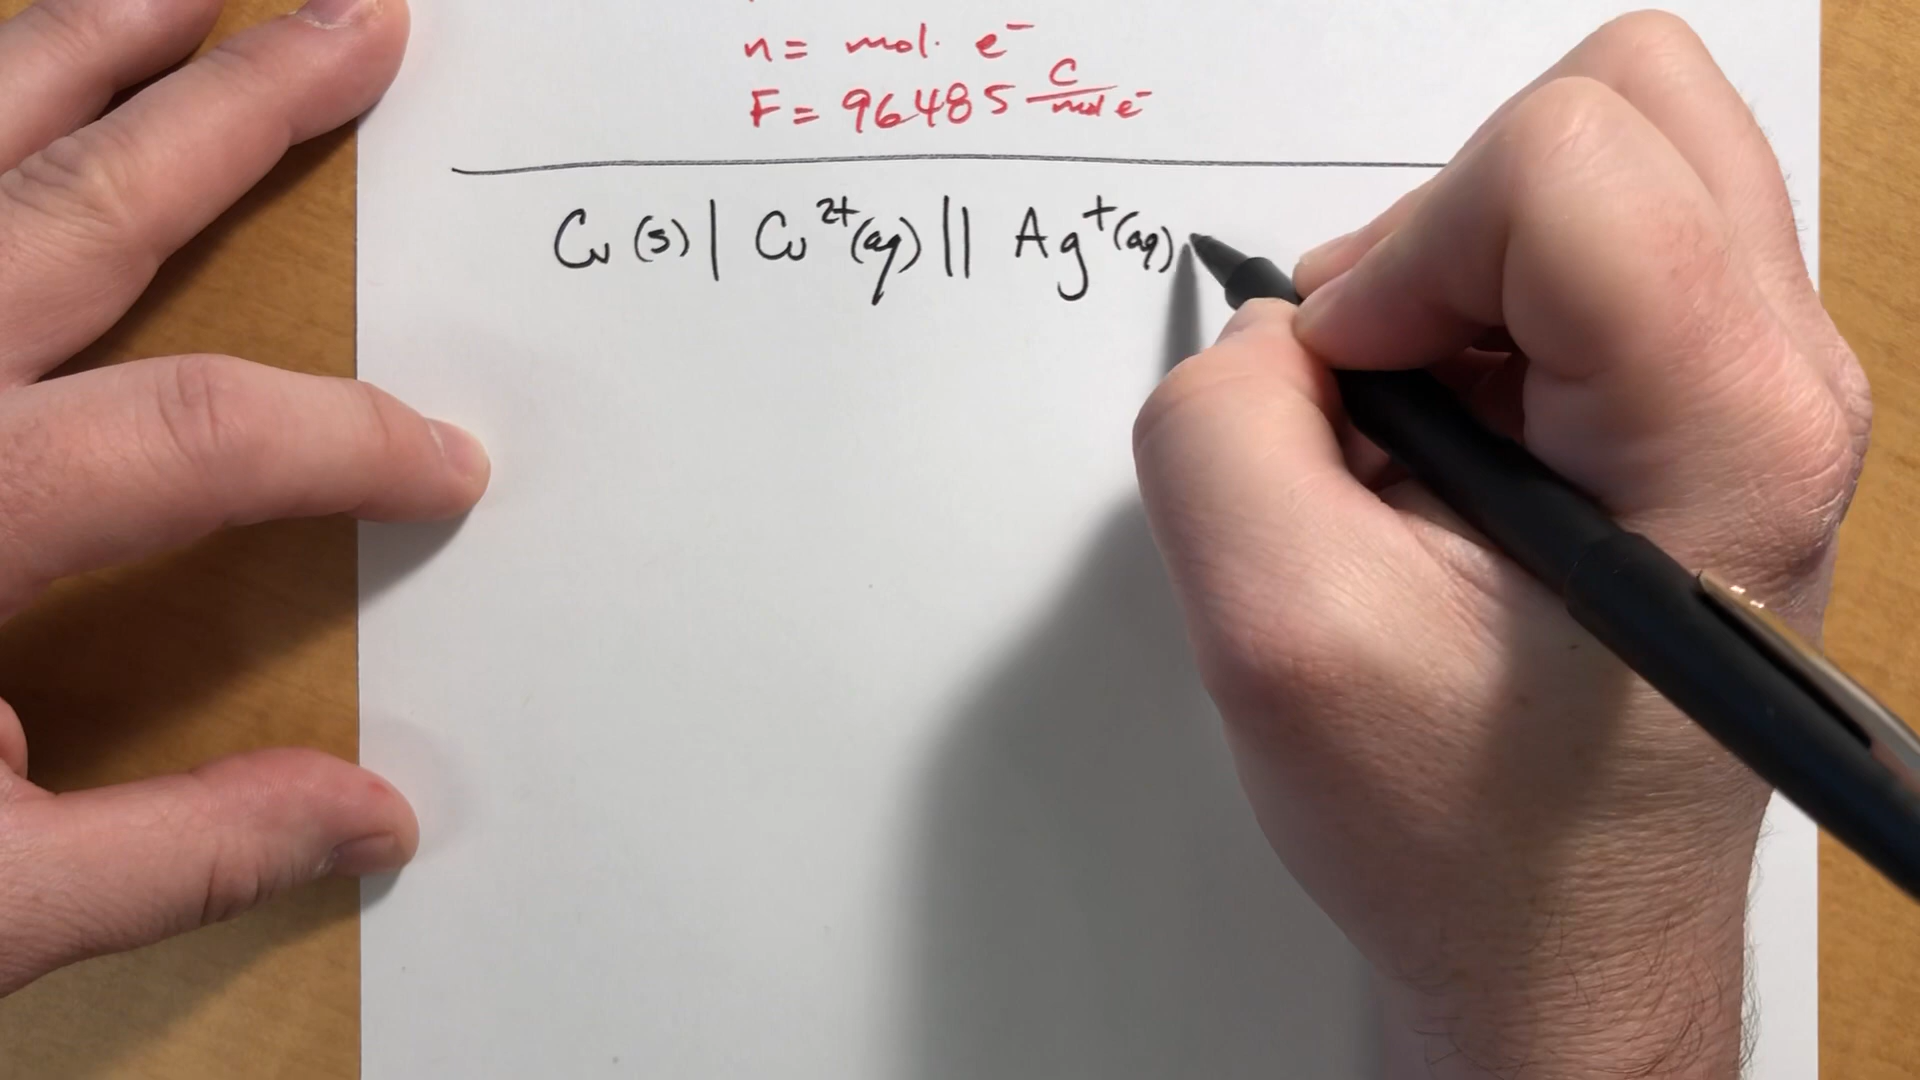 n = mol. e⁻
F = 96485 C/mol e⁻
Cu (s) | Cu²⁺(aq) || Ag⁺(aq)